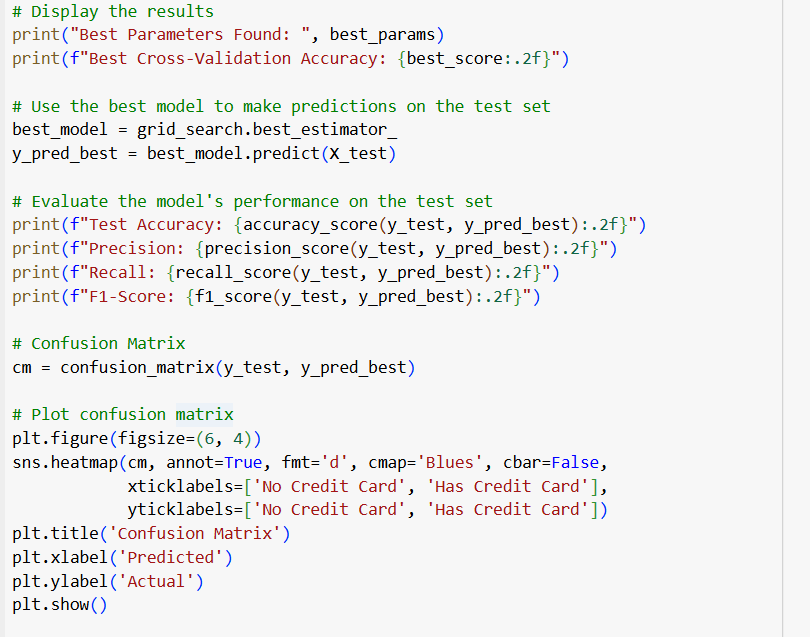 # Display the results
print("Best Parameters Found: ", best_params)
print(f"Best Cross-Validation Accuracy: {best_score:.2f}")
# Use the best model to make predictions on the test set
best_model = grid_search.best_estimator_
y_pred_best = best_model.predict(X_test)
# Evaluate the model's performance on the test set
print(f"Test Accuracy: {accuracy_score(y_test, y_pred_best):.2f}")
print(f"Precision: {precision_score(y_test, y_pred_best):.2f}")
print(f"Recall: {recall_score(y_test, y_pred_best):.2f}")
print(f"F1-Score: {f1_score(y_test, y_pred_best):.2f}")
# Confusion Matrix
cm = confusion_matrix(y_test, y_pred_best)
# Plot confusion matrix
plt.figure(figsize=(6, 4))
sns.heatmap(cm, annot=True, fmt='d', cmap='Blues', cbar=False,
            xticklabels=['No Credit Card', 'Has Credit Card'],
            yticklabels=['No Credit Card', 'Has Credit Card'])
plt.title('Confusion Matrix')
plt.xlabel('Predicted')
plt.ylabel('Actual')
plt.show()